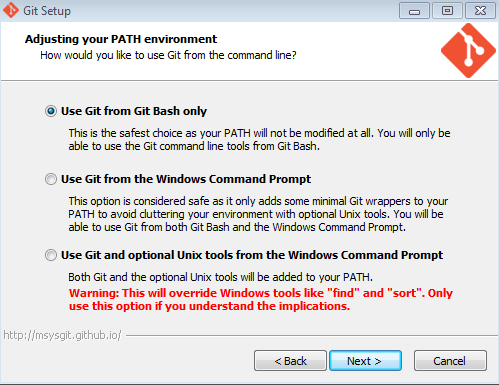 Git Setup
Adjusting your PATH environment
How would you like to use Git from the command line?
Use Git from Git Bash only
This is the safest choice as your PATH will not be modified at all. You will only
be able to use the Git command line tools from Git Bash.
Use Git from the Windows Command Prompt
This option is considered safe as it only adds some minimal Git wrappers to your
PATH to avoid cluttering your environment with optional Unix tools. You will be
able to use Git from both Git Bash and the Windows Command Prompt.
Use Git and optional Unix tools from the Windows Command Prompt
Both Git and the optional Unix tools will be added to your PATH.
Warning: This will override Windows tools like "find" and "sort". Only
use this option if you understand the implications.
http://msysgit.github.io/
< Back
Next >
Cancel